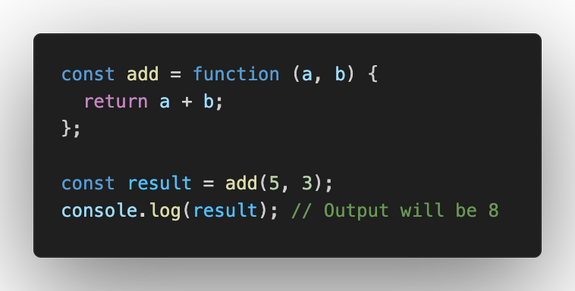 const add = function (a, b) {
  return a + b;
};

const result = add(5, 3);
console.log(result); // Output will be 8